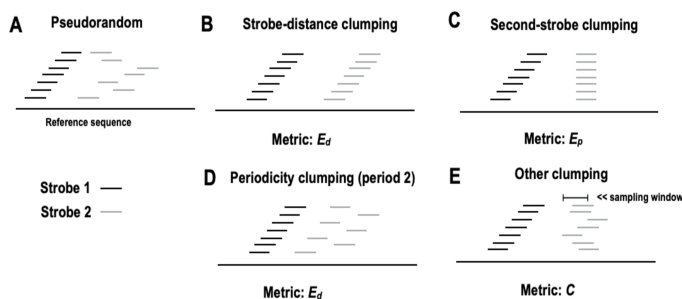 A
Pseudorandom
Reference sequence
B
Strobe-distance clumping
Metric: Ed
C
Second-strobe clumping
Metric: Ep
Strobe 1
Strobe 2
D
Periodicity clumping (period 2)
Metric: Ed
E
Other clumping
<< sampling window
Metric: C